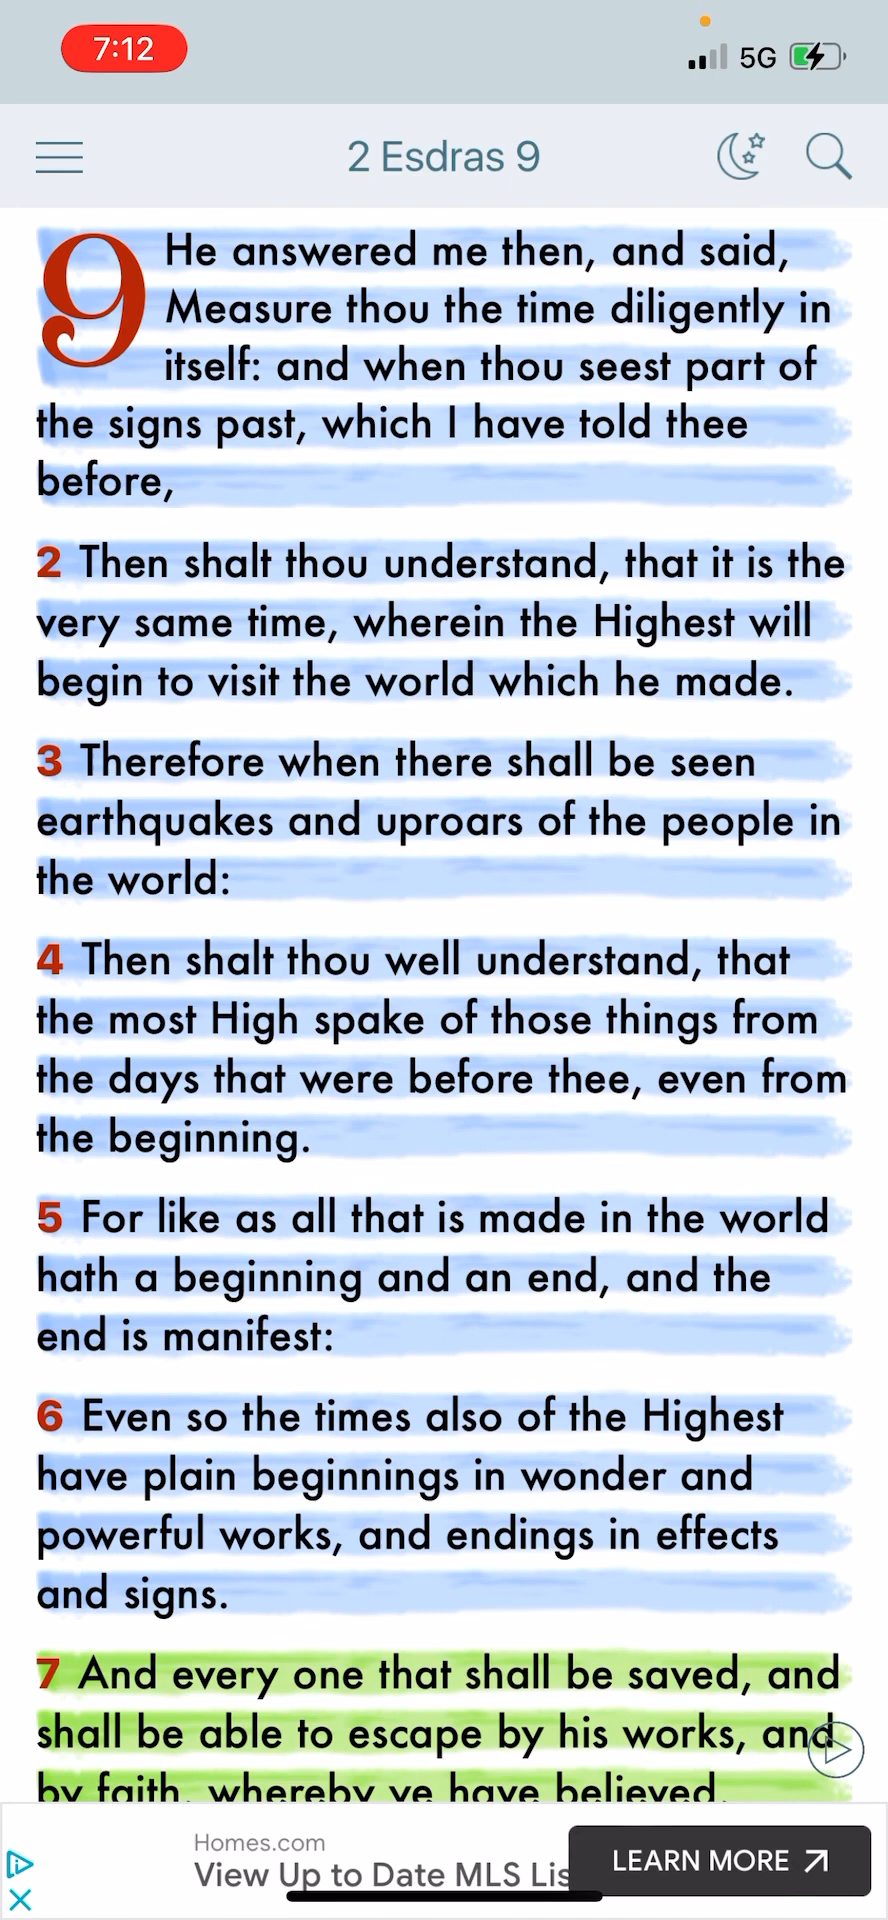 7:12
5G
2 Esdras 9
9 He answered me then, and said,
Measure thou the time diligently in
itself: and when thou seest part of
the signs past, which I have told thee
before,
2 Then shalt thou understand, that it is the
very same time, wherein the Highest will
begin to visit the world which he made.
3 Therefore when there shall be seen
earthquakes and uproars of the people in
the world:
4 Then shalt thou well understand, that
the most High spake of those things from
the days that were before thee, even from
the beginning.
5 For like as all that is made in the world
hath a beginning and an end, and the
end is manifest:
6 Even so the times also of the Highest
have plain beginnings in wonder and
powerful works, and endings in effects
and signs.
7 And every one that shall be saved, and
shall be able to escape by his works, and
by faith, whereby ye have believed,
Homes.com
View Up to Date MLS Lis
LEARN MORE